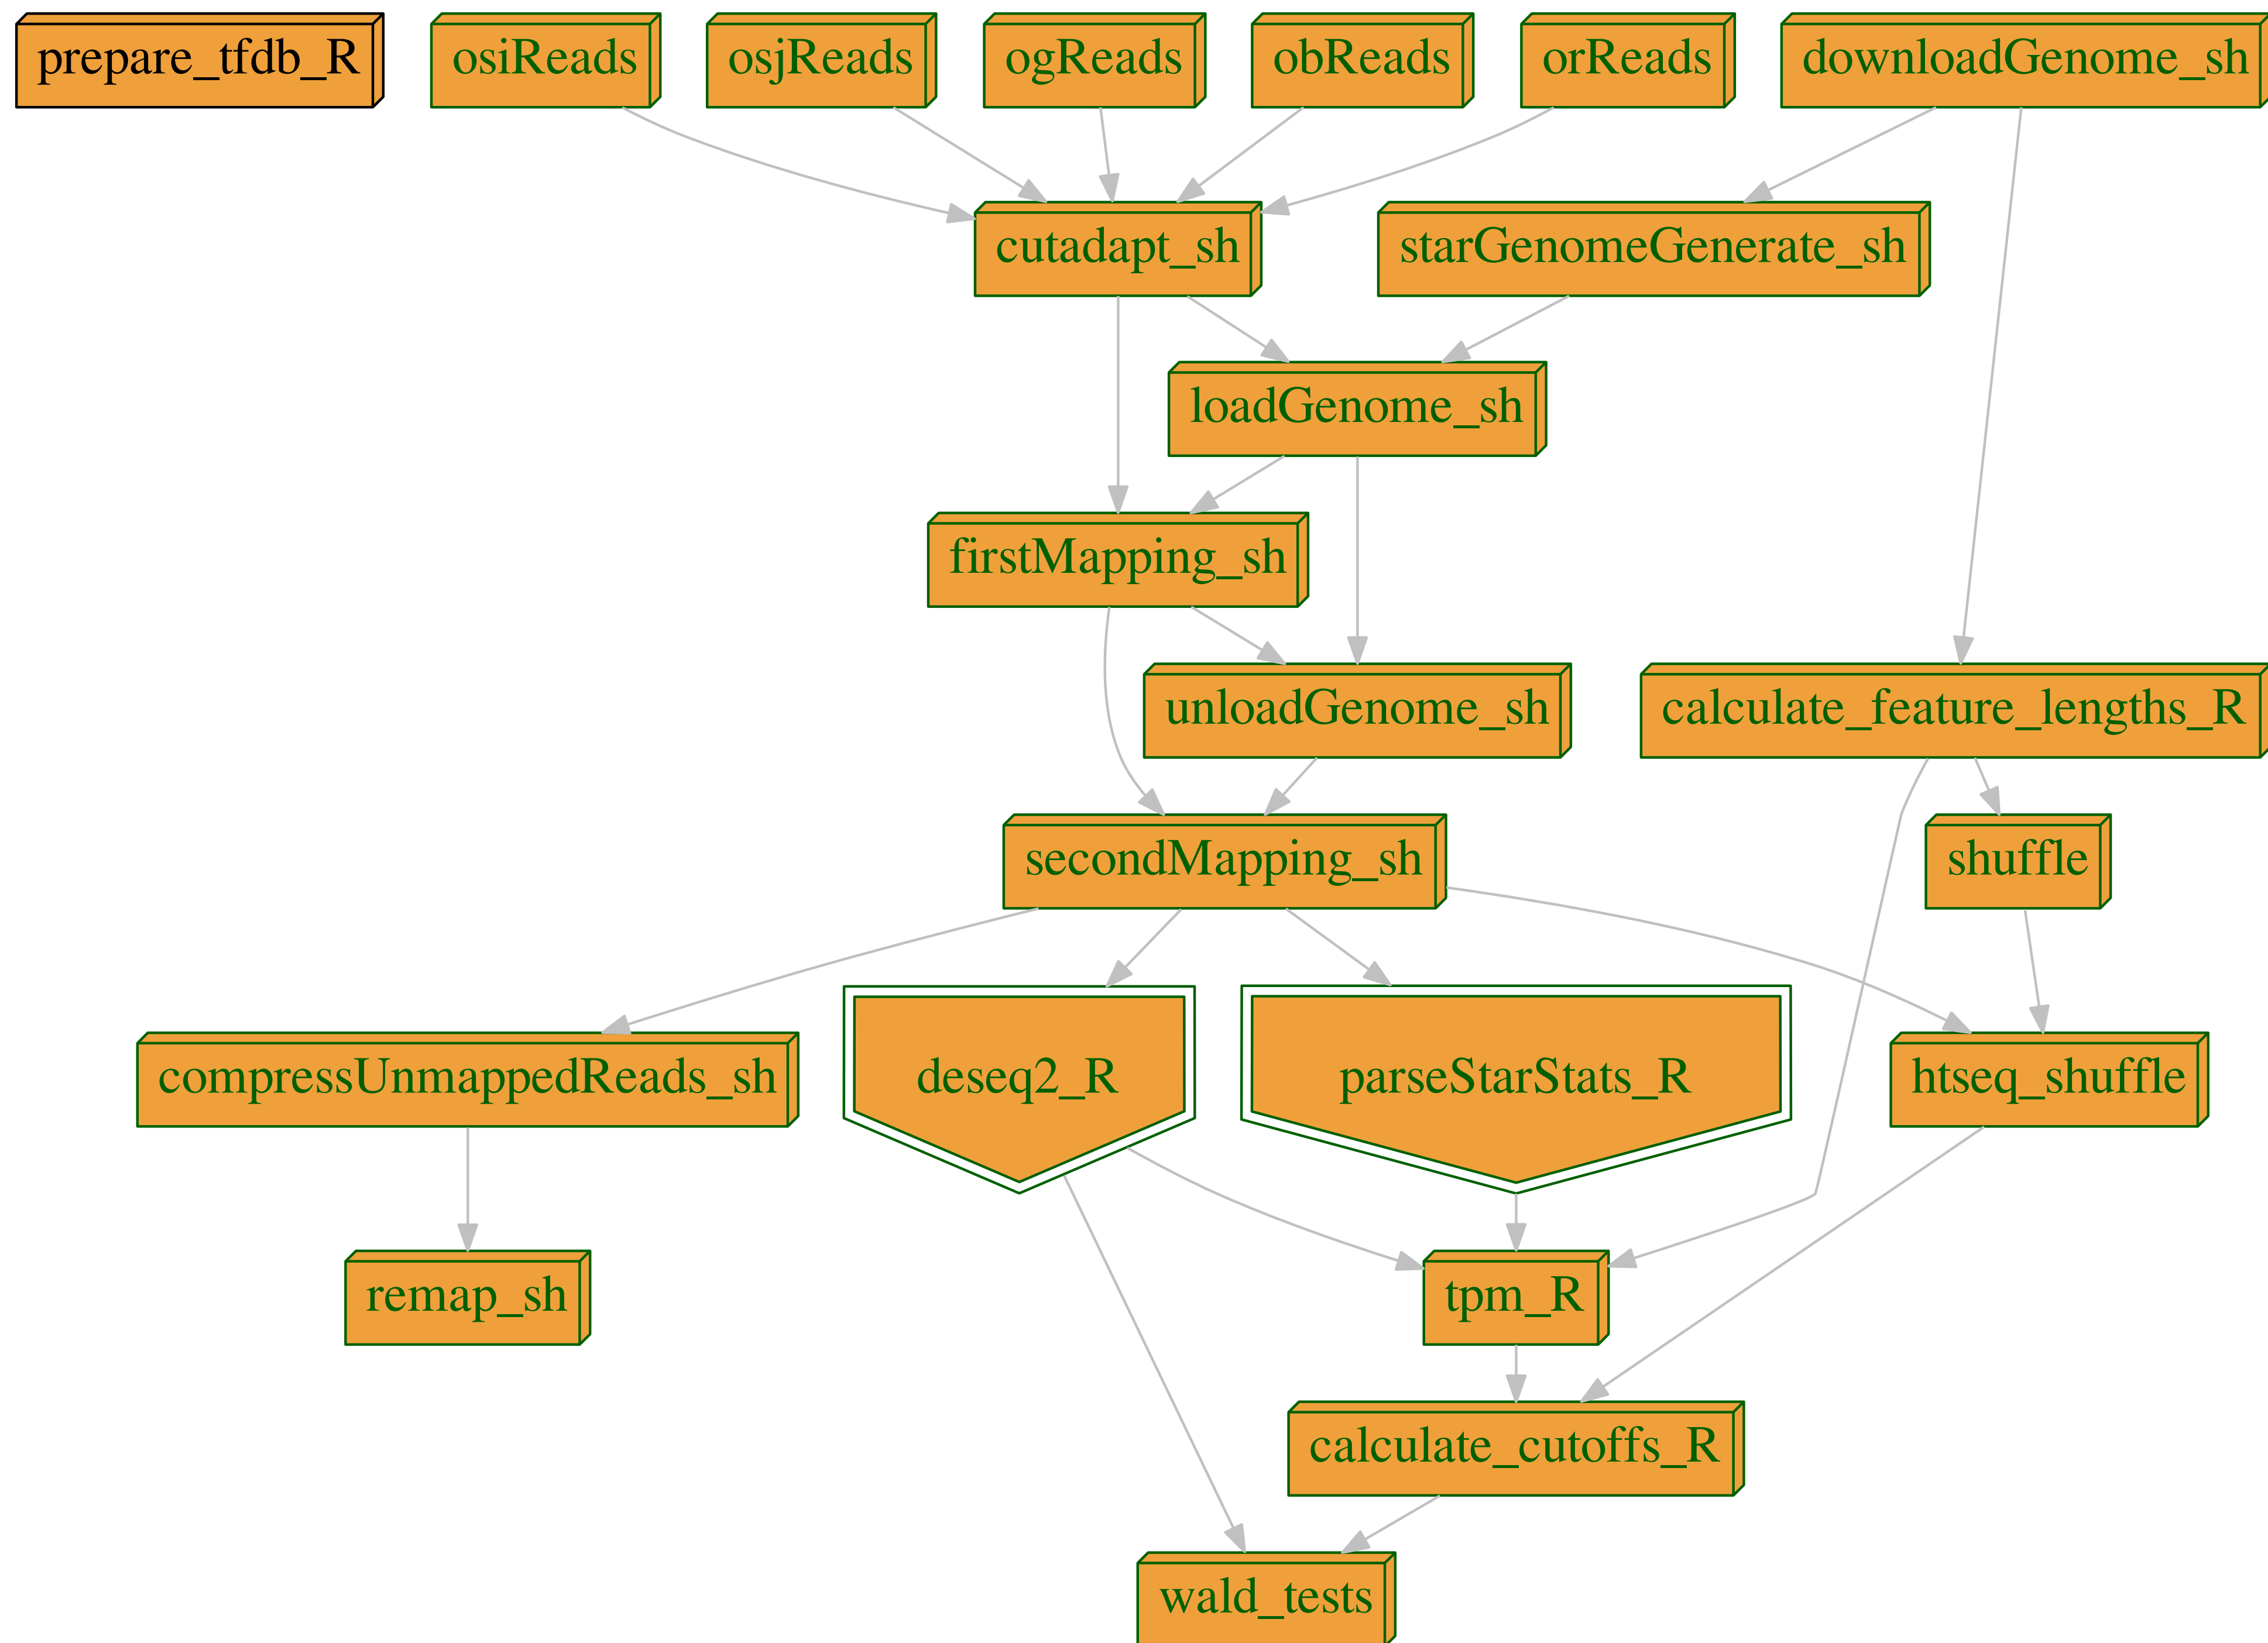 prepare_tfdb_R
osiReads
osjReads
ogReads
obReads
orReads
downloadGenome_sh
cutadapt_sh
starGenomeGenerate_sh
loadGenome_sh
firstMapping_sh
unloadGenome_sh
calculate_feature_lengths_R
secondMapping_sh
shuffle
compressUnmappedReads_sh
deseq2_R
parseStarStats_R
htseq_shuffle
remap_sh
tpm_R
calculate_cutoffs_R
wald_tests